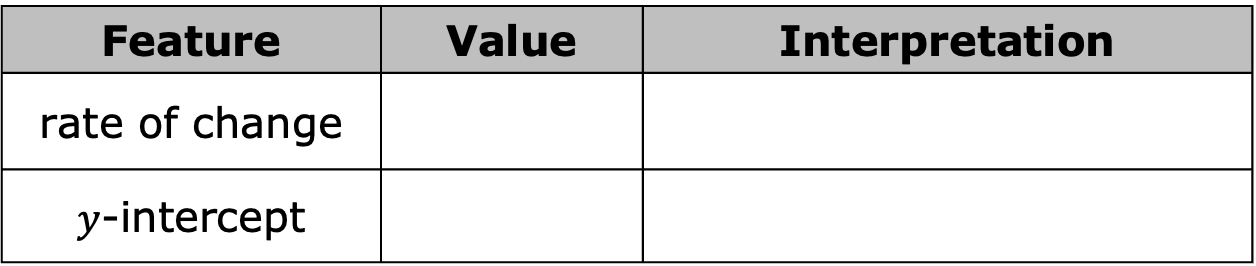 Feature Value Interpretation
rate of change
y-intercept